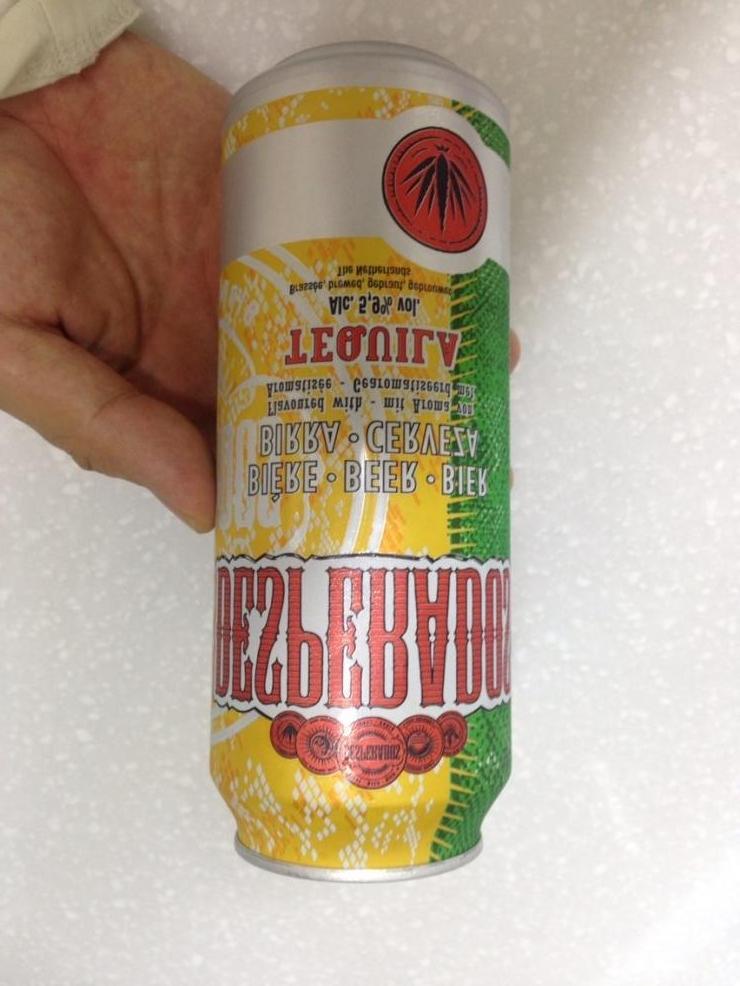 DESPERADOS
DESPERADOS
BIÈRE • BEER • BIER
BIRRA • CERVEZA
Flavoured with - mit Aroma von
Aromatisée - Gearomatiseerd met
TEQUILA
Alc. 5,9% vol.
Brassée, brewed, gebraut, gebrouwen
The Netherlands